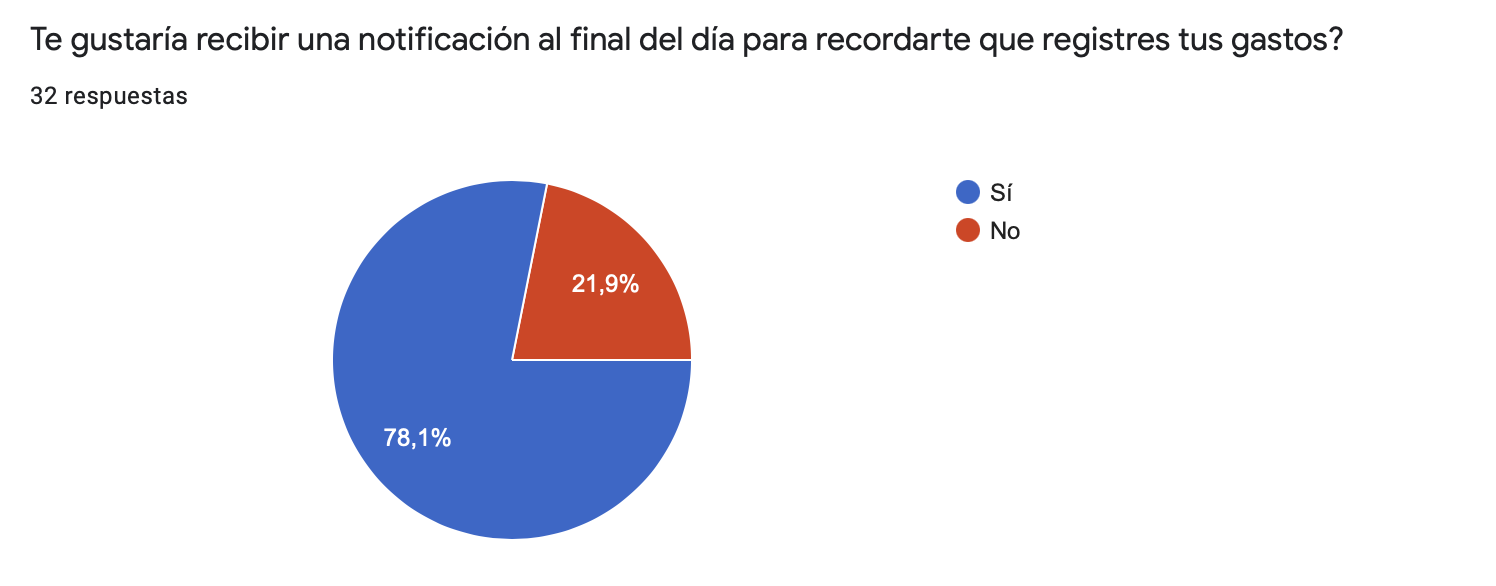 Te gustaría recibir una notificación al final del día para recordarte que registres tus gastos?
32 respuestas
Sí
No
21,9%
78,1%